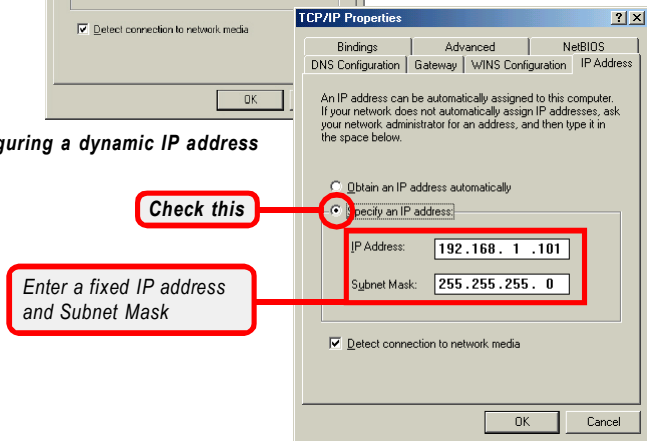 Detect connection to network media
OK
guring a dynamic IP address
TCP/IP Properties
Bindings
Advanced
NetBIOS
DNS Configuration
Gateway
WINS Configuration
IP Address
An IP address can be automatically assigned to this computer.
If your network does not automatically assign IP addresses, ask
your network administrator for an address, and then type it in
the space below.
Obtain an IP address automatically
Check this
Specify an IP address:
IP Address:
192.168. 1 .101
Enter a fixed IP address
and Subnet Mask
Subnet Mask:
255.255.255. 0
Detect connection to network media
OK
Cancel